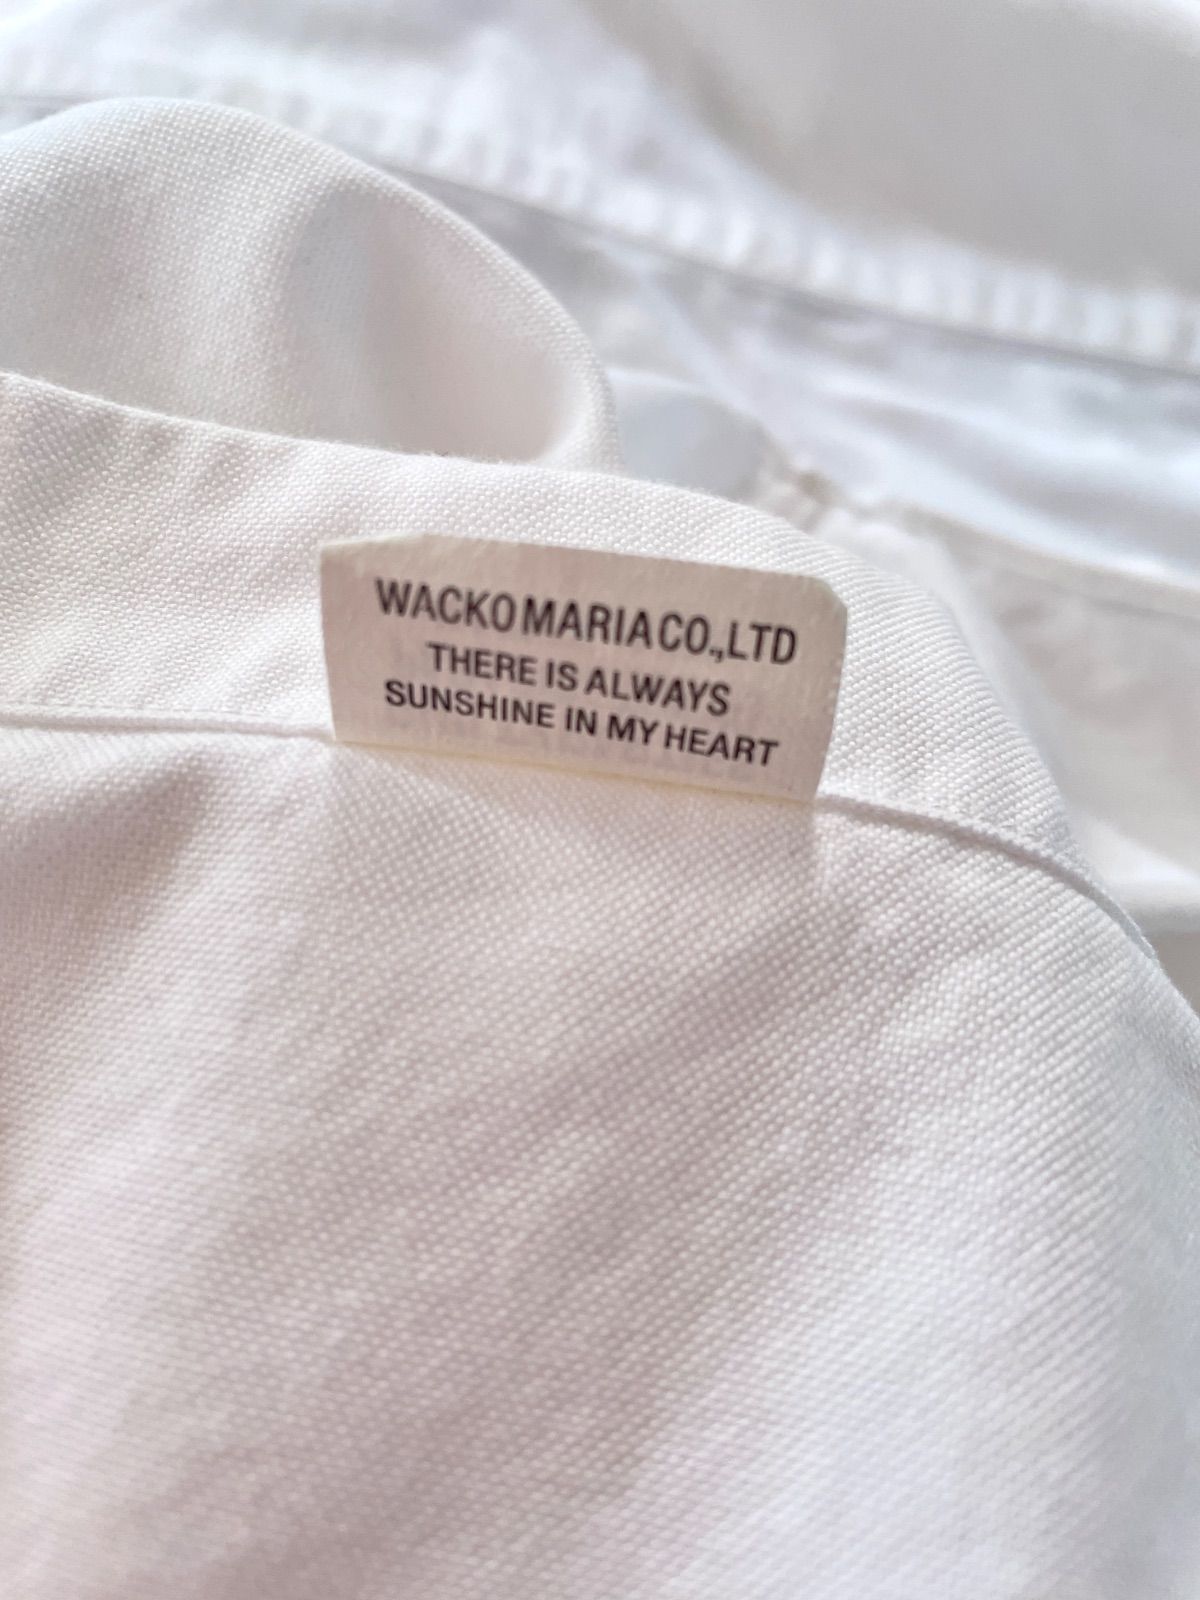 WACKO MARIA CO.,LTD
THERE IS ALWAYS
SUNSHINE IN MY HEART